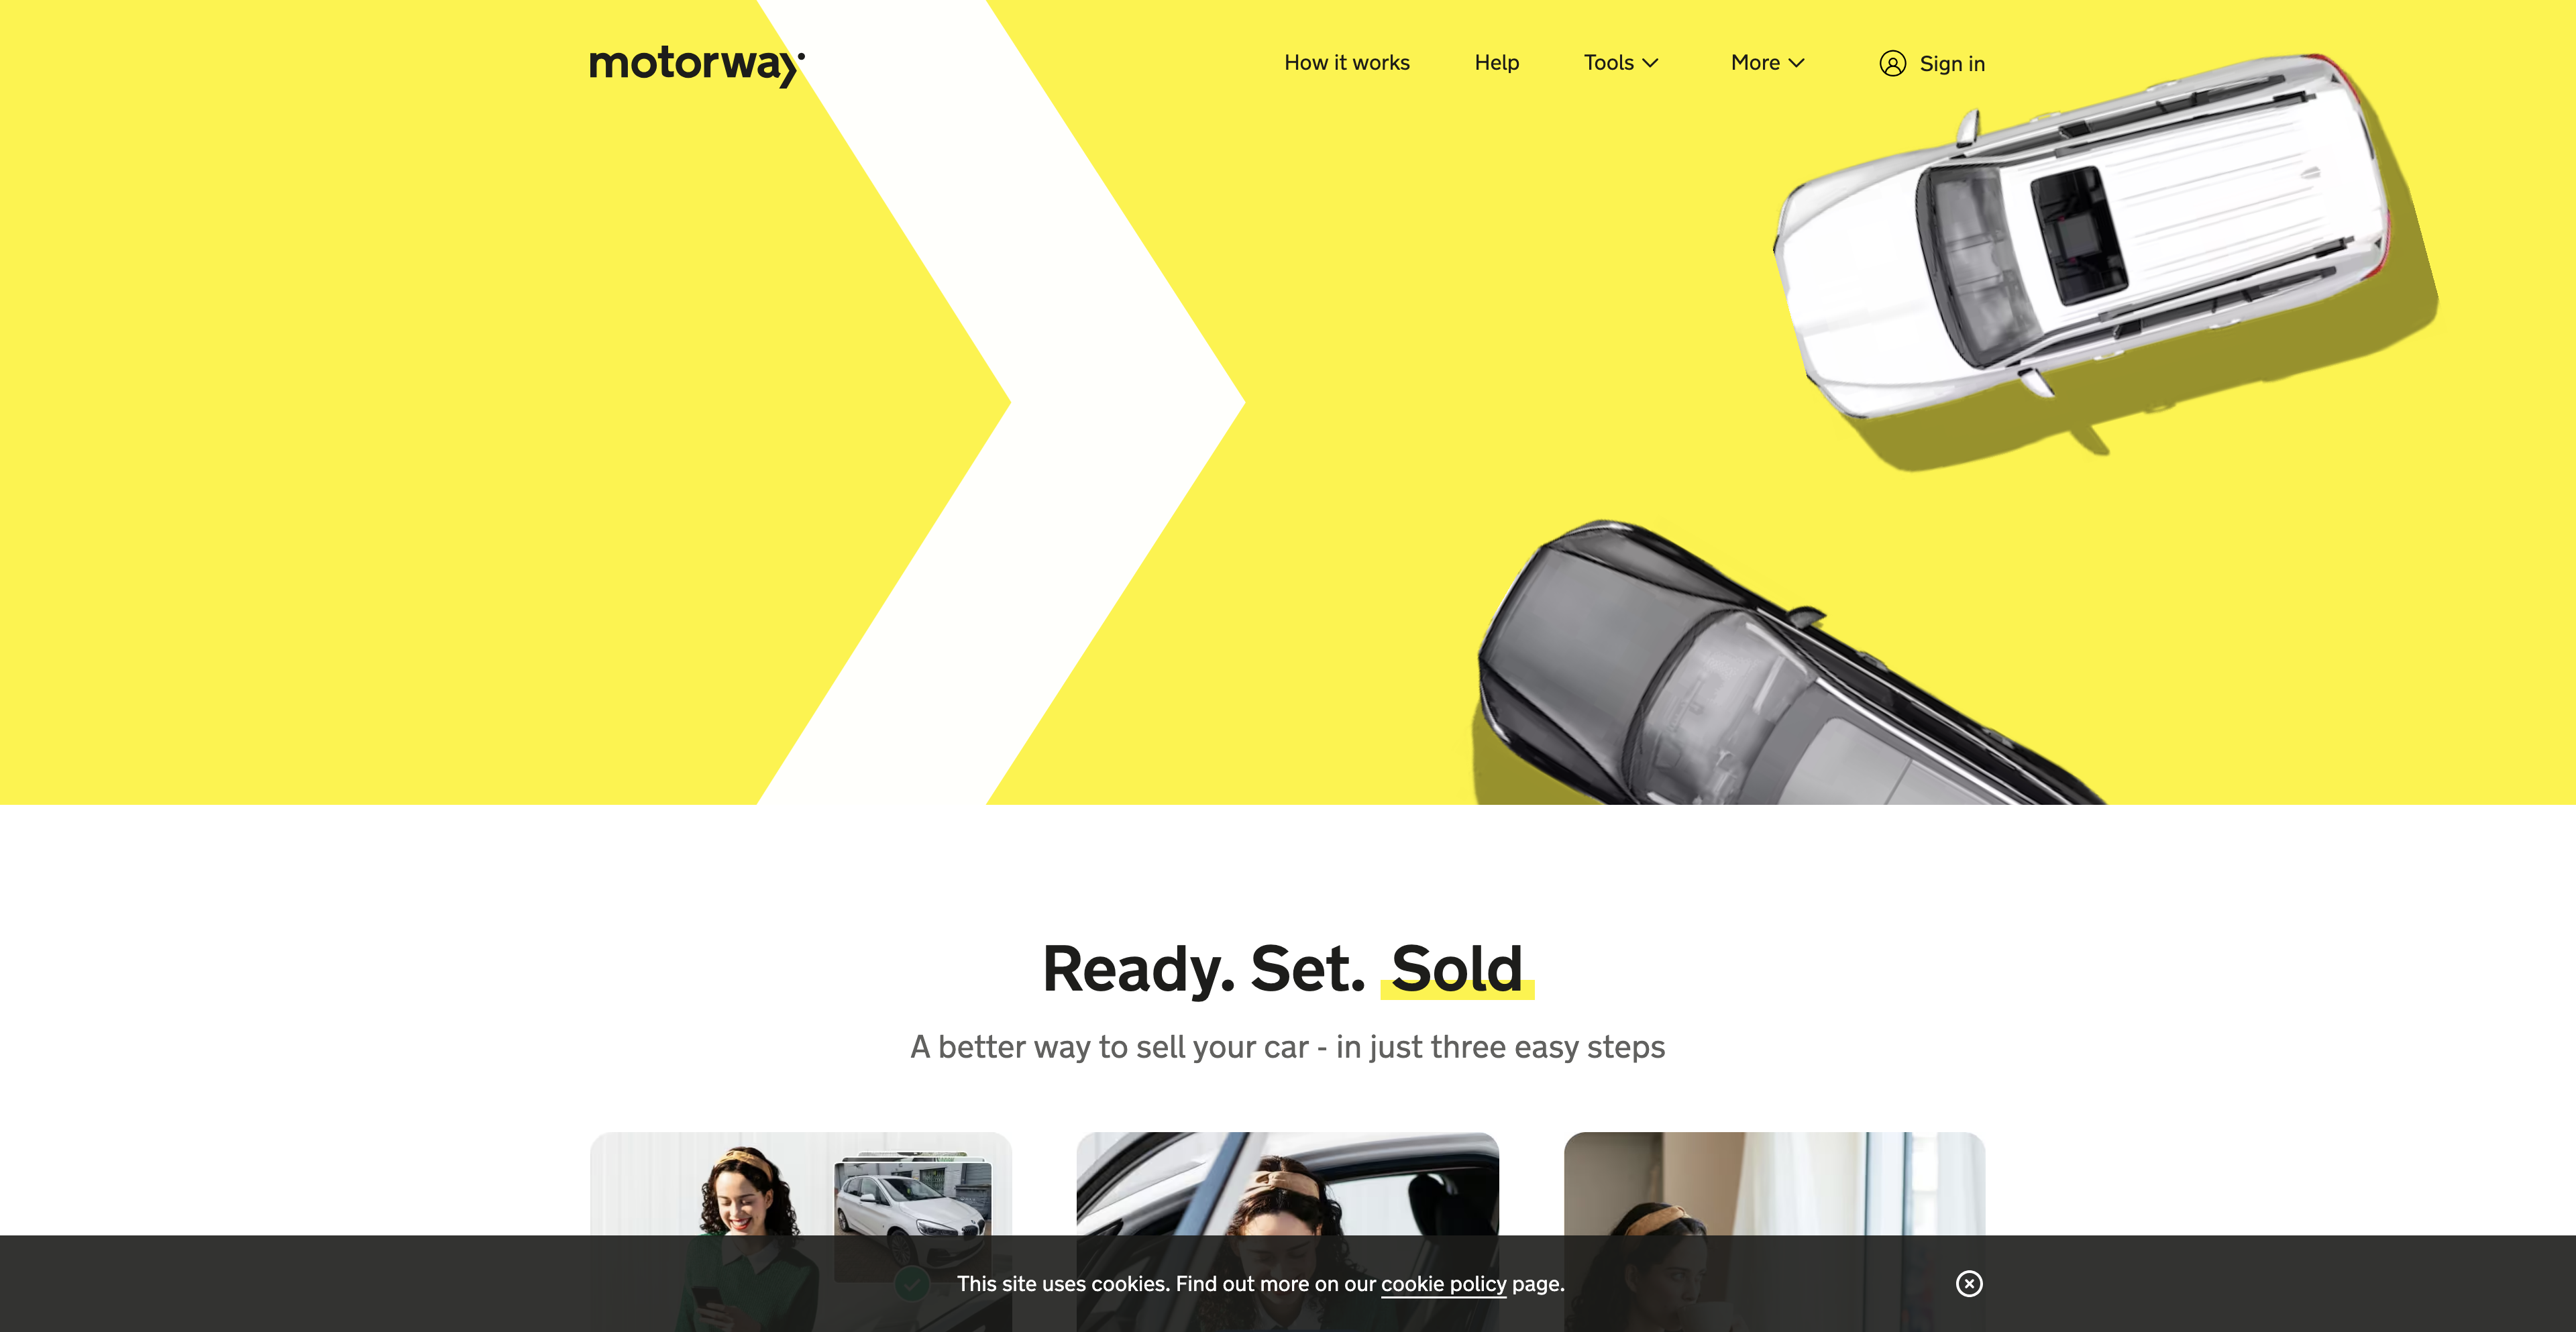 motorway
How it works
Help
Tools
More
Sign in
Ready. Set. Sold
A better way to sell your car - in just three easy steps
This site uses cookies. Find out more on our cookie policy page.